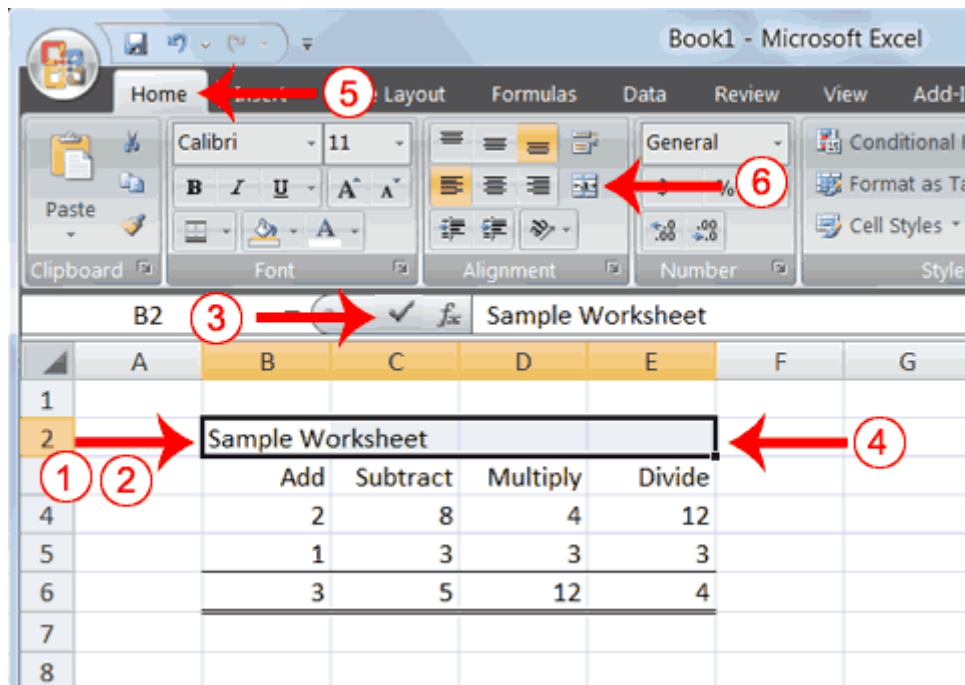 Book1 - Microsoft Excel
Home 5 Layout Formulas Data Review View Add-I
Calibri 11 General Conditional
B I U A A % 6 Format as Ta
Paste Cell Styles
.00 .00
Clipboard Font Alignment Number Style
B2 3 fx Sample Worksheet
A B C D E F G
1
2 Sample Worksheet 4
1 2 Add Subtract Multiply Divide
4 2 8 4 12
5 1 3 3 3
6 3 5 12 4
7
8